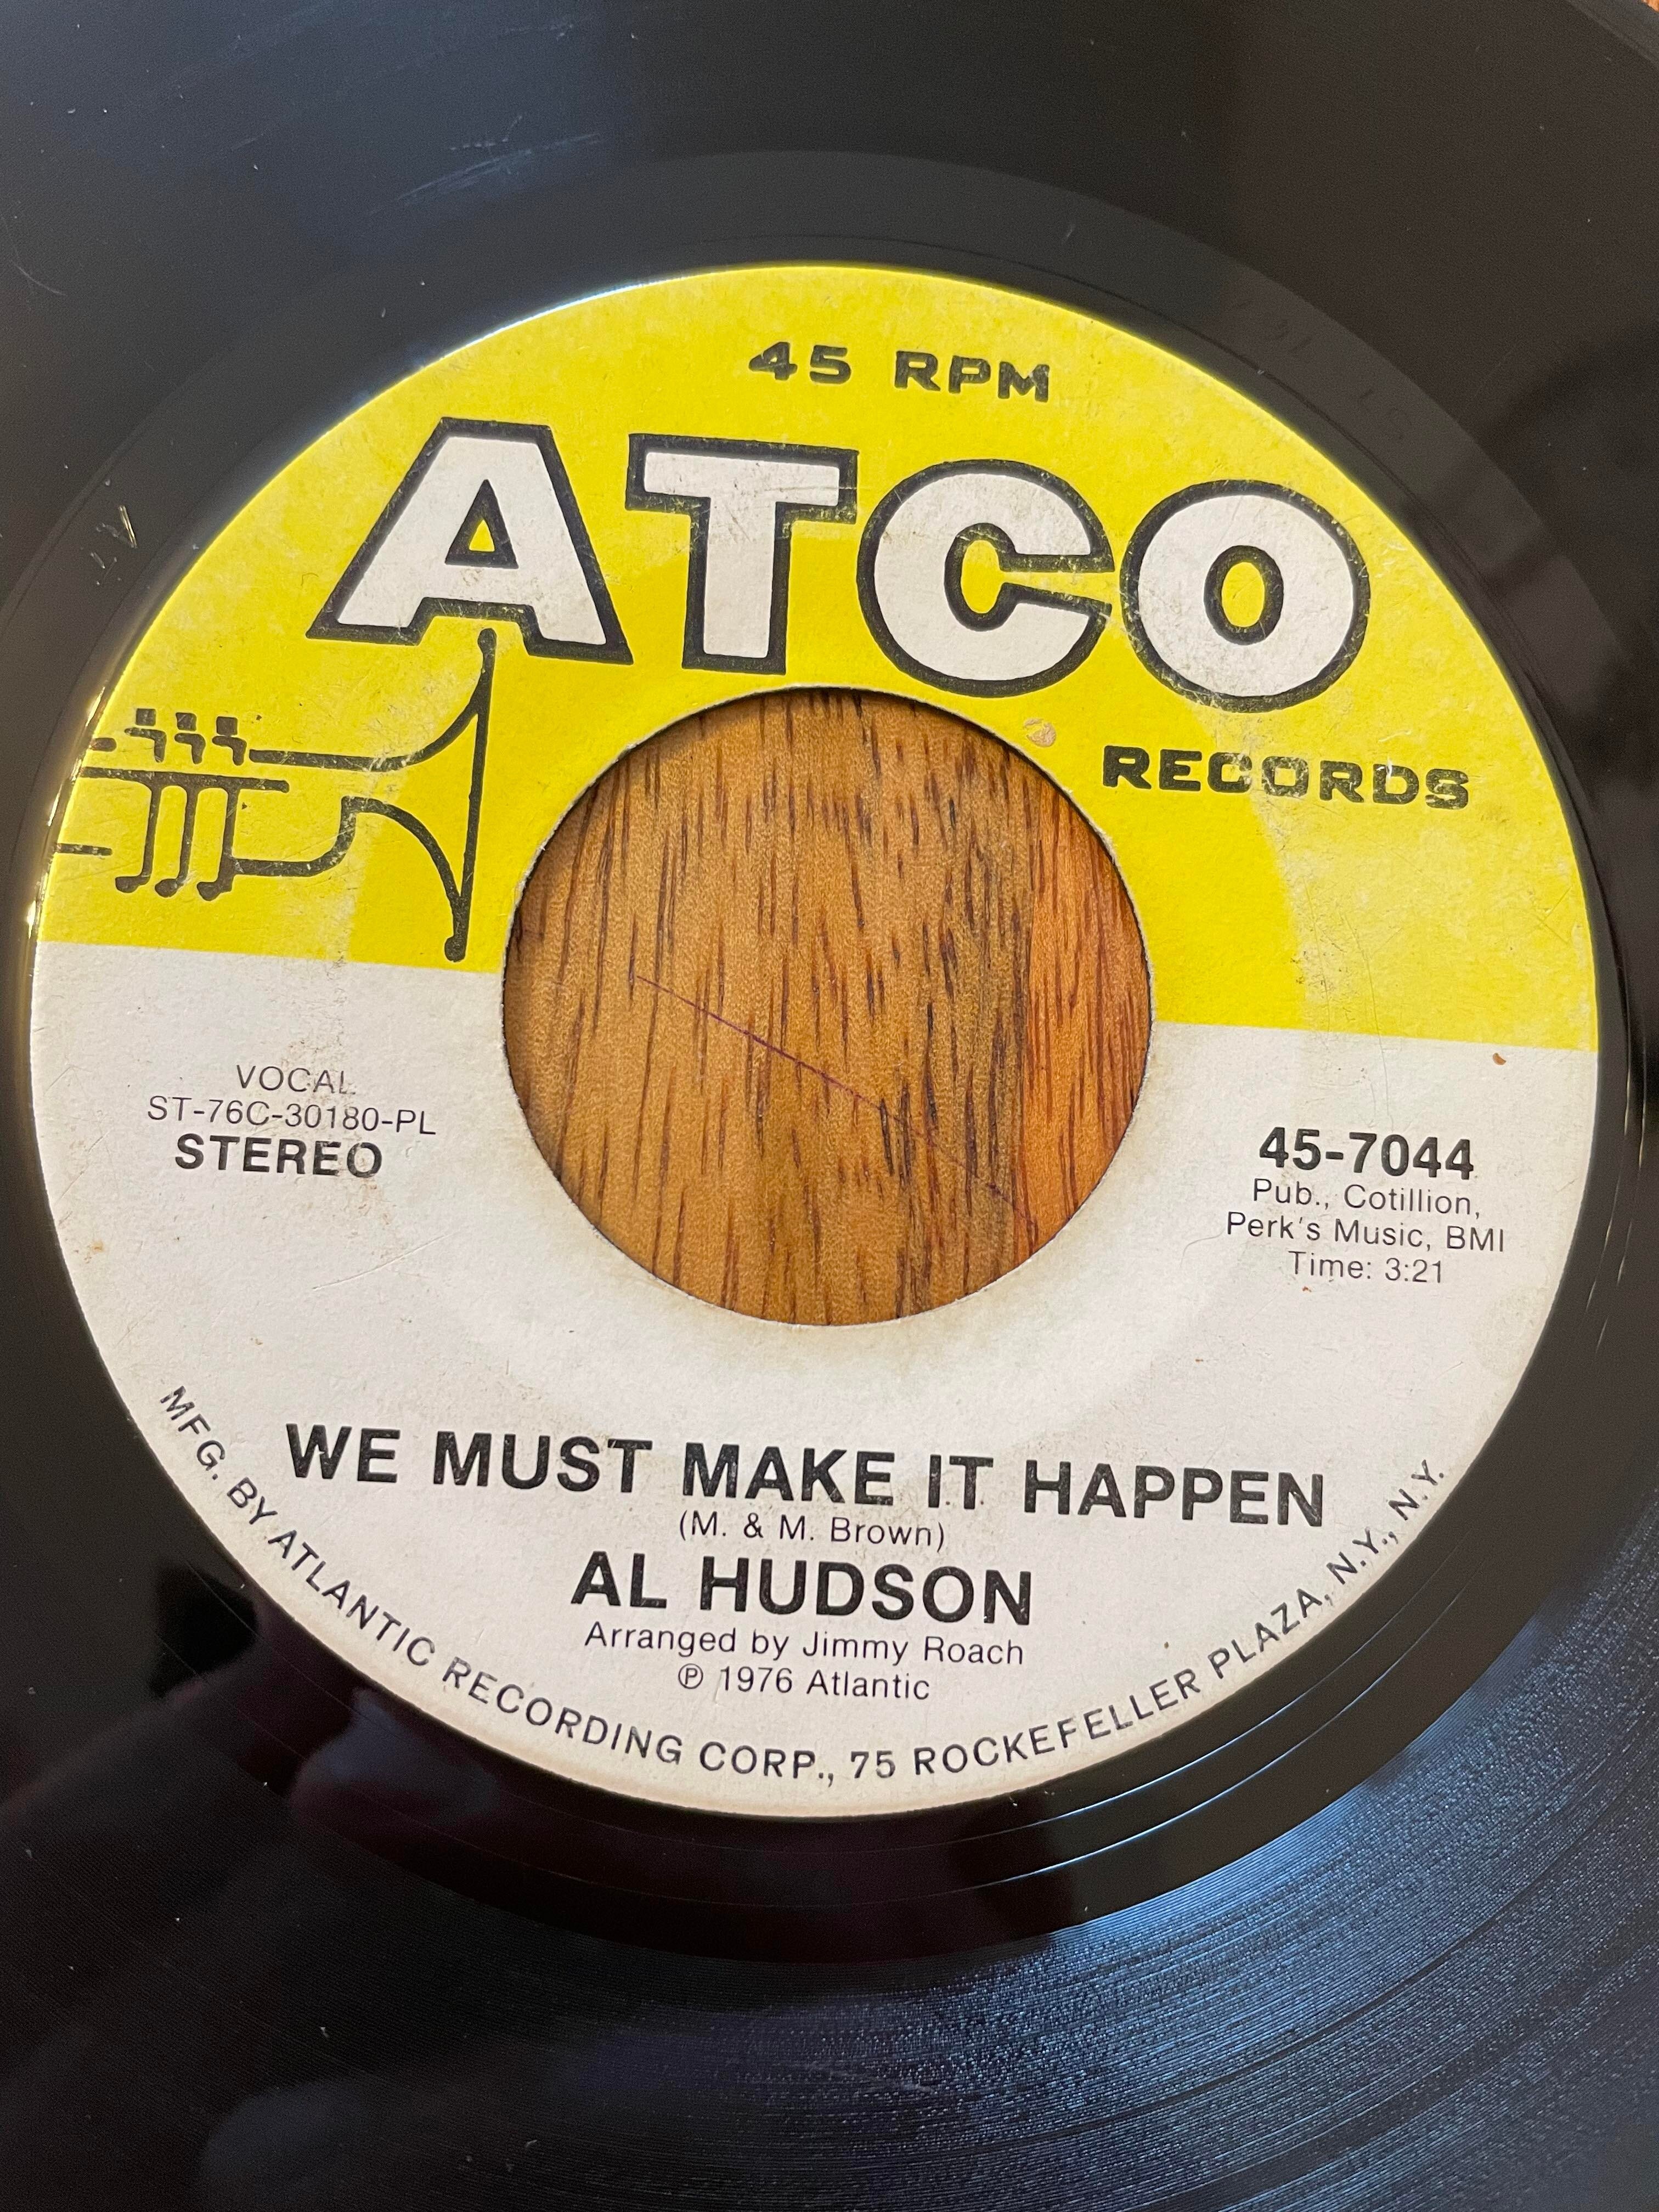 45 RPM
ATCO
RECORDS
VOCAL
ST-76C-30180-PL
STEREO
45-7044
Pub., Cotillion,
Perk's Music, BMI
Time: 3:21
WE MUST MAKE IT HAPPEN
(M. & M. Brown)
AL HUDSON
Arranged by Jimmy Roach
℗ 1976 Atlantic
MFG. BY ATLANTIC RECORDING CORP., 75 ROCKEFELLER PLAZA, N.Y., N.Y.